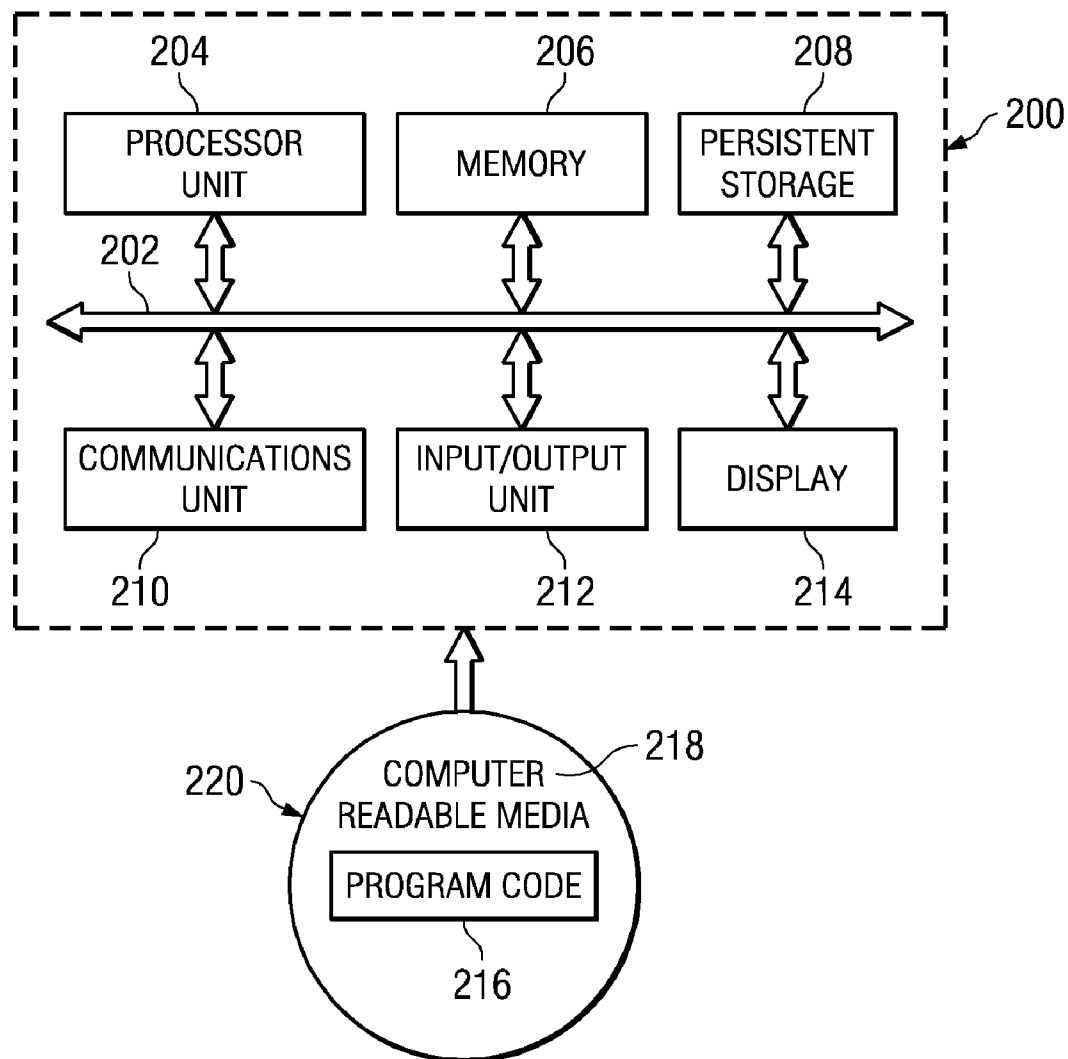 204
206
208
200
PROCESSOR
UNIT
MEMORY
PERSISTENT
STORAGE
202
COMMUNICATIONS
UNIT
INPUT/OUTPUT
UNIT
DISPLAY
210
212
214
220
218
COMPUTER
READABLE MEDIA
PROGRAM CODE
216